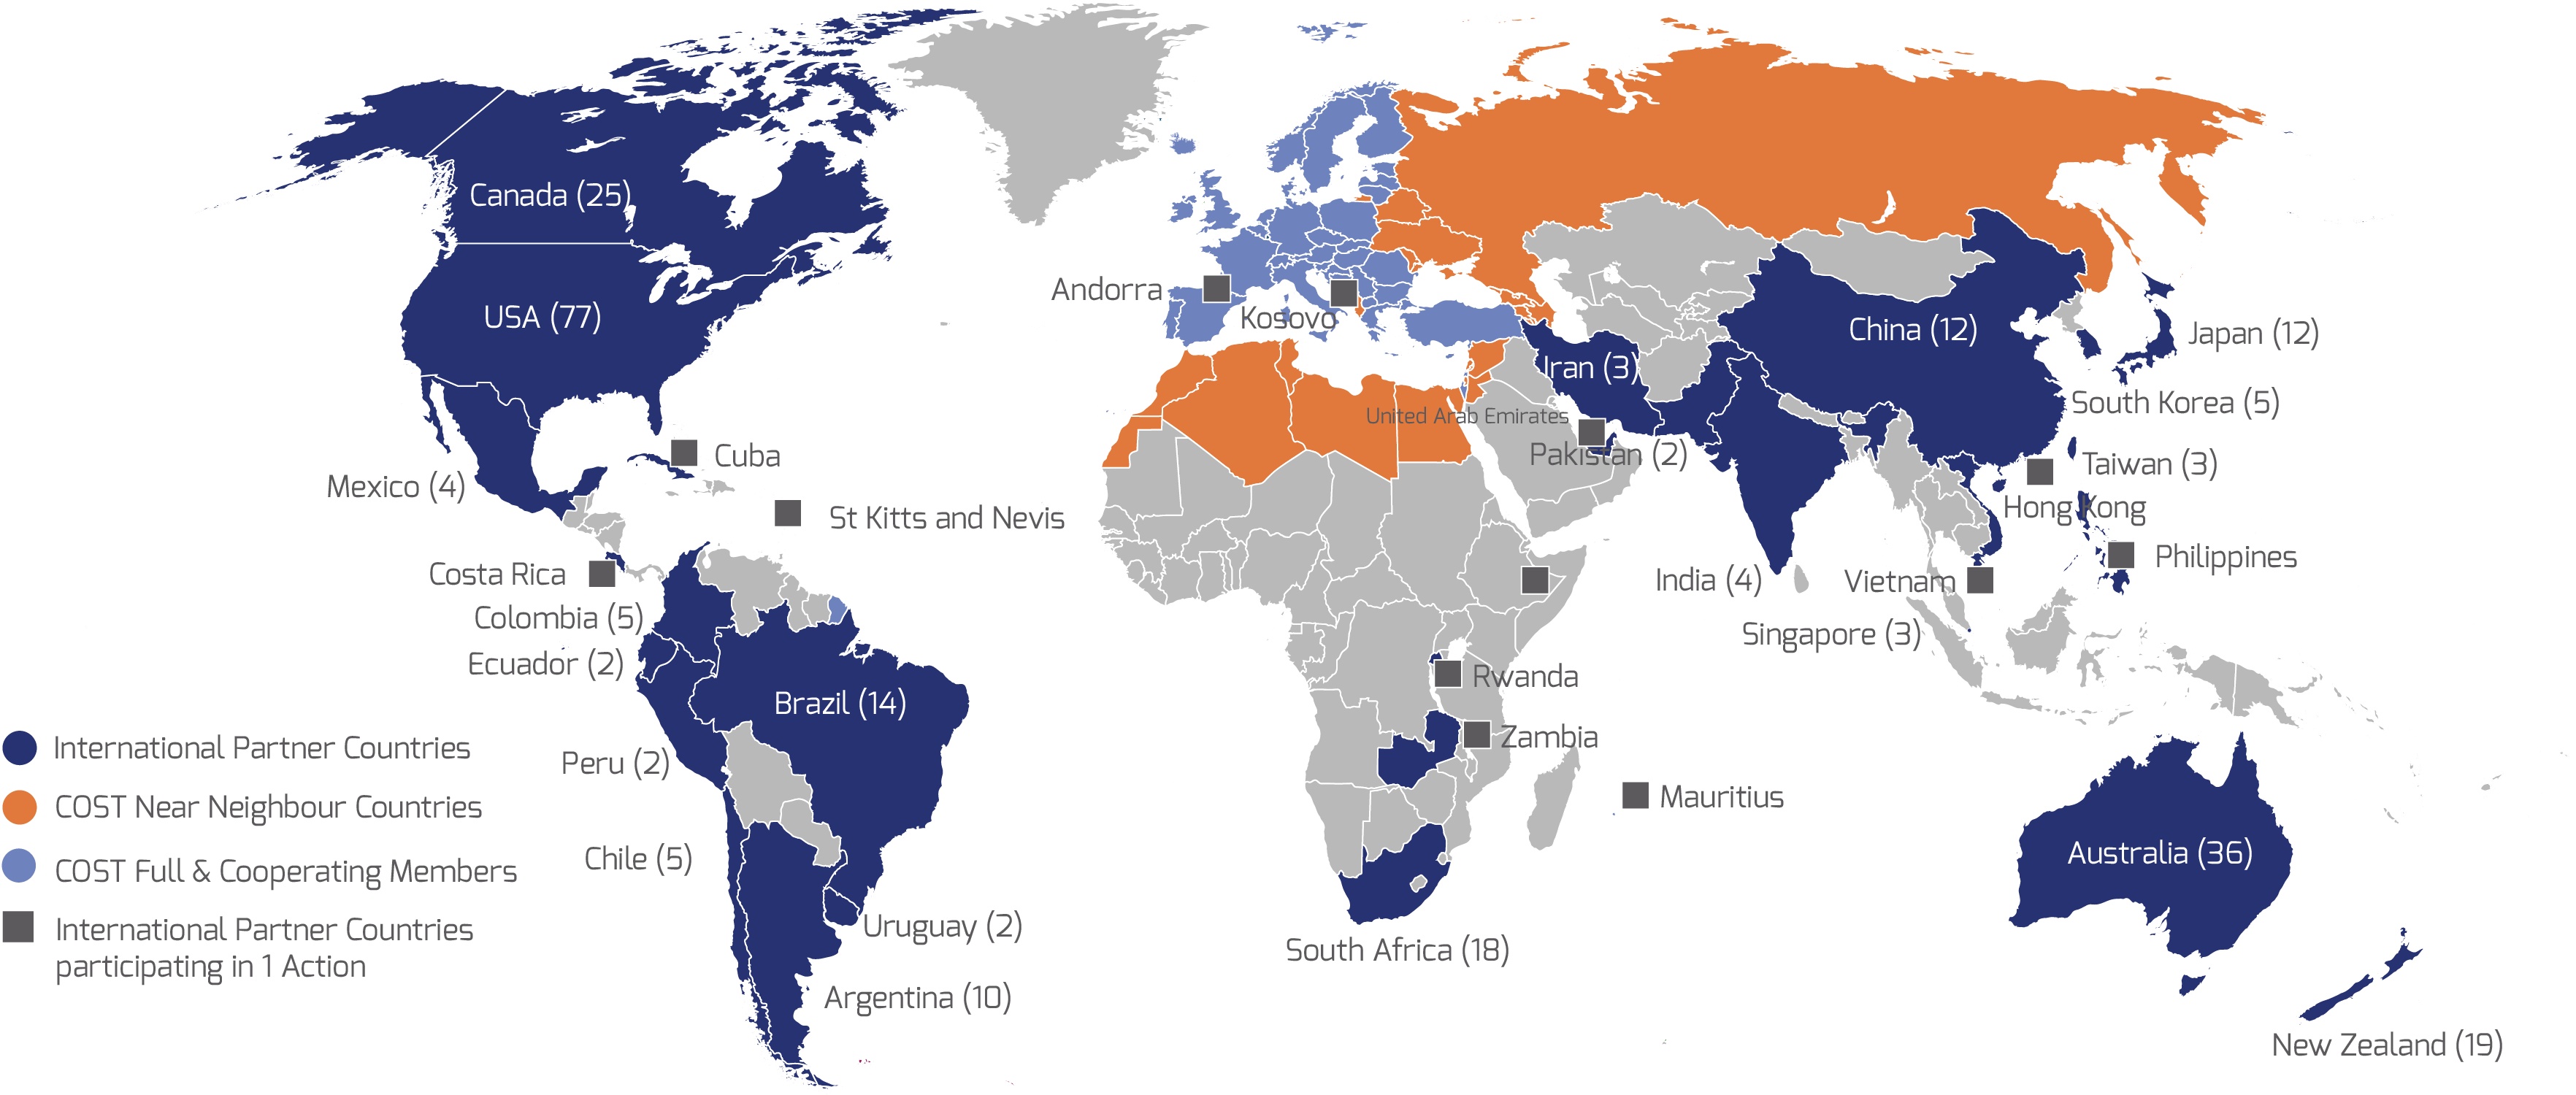 Canada (25)
USA (77)
Andorra
Kosovo
China (12)
Japan (12)
Iran (3)
South Korea (5)
United Arab Emirates
Pakistan (2)
Cuba
Taiwan (3)
Mexico (4)
Hong Kong
St Kitts and Nevis
Philippines
Costa Rica
India (4)
Vietnam
Colombia (5)
Singapore (3)
Ecuador (2)
Rwanda
Brazil (14)
Zambia
International Partner Countries
Peru (2)
Mauritius
COST Near Neighbour Countries
Chile (5)
Australia (36)
COST Full & Cooperating Members
Uruguay (2)
International Partner Countries
participating in 1 Action
South Africa (18)
Argentina (10)
New Zealand (19)